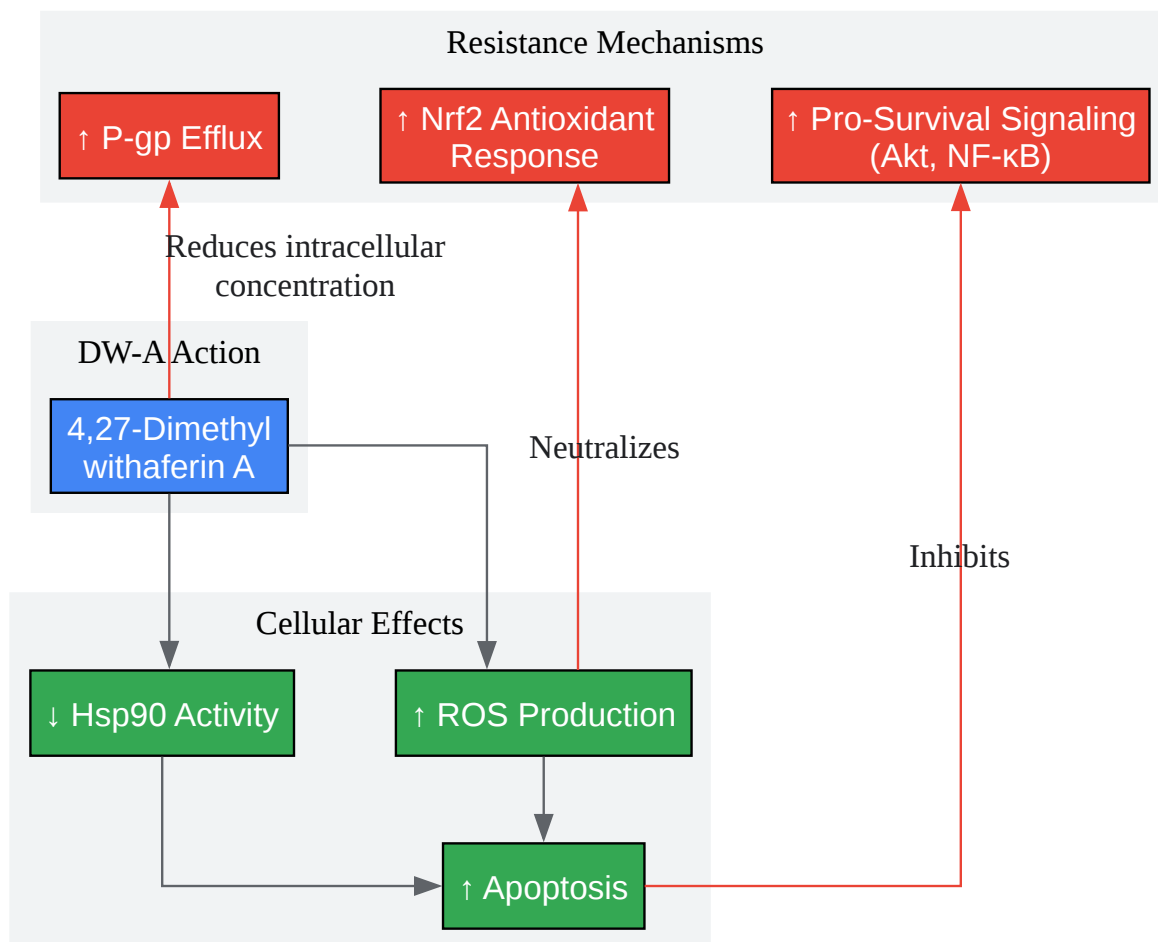 Resistance Mechanisms
↑ P-gp Efflux
↑ Nrf2 Antioxidant
Response
↑ Pro-Survival Signaling
(Akt, NF-κB)
Reduces intracellular
concentration
DW-A Action
4,27-Dimethyl
withaferin A
Neutralizes
Inhibits
Cellular Effects
↓ Hsp90 Activity
↑ ROS Production
↑ Apoptosis